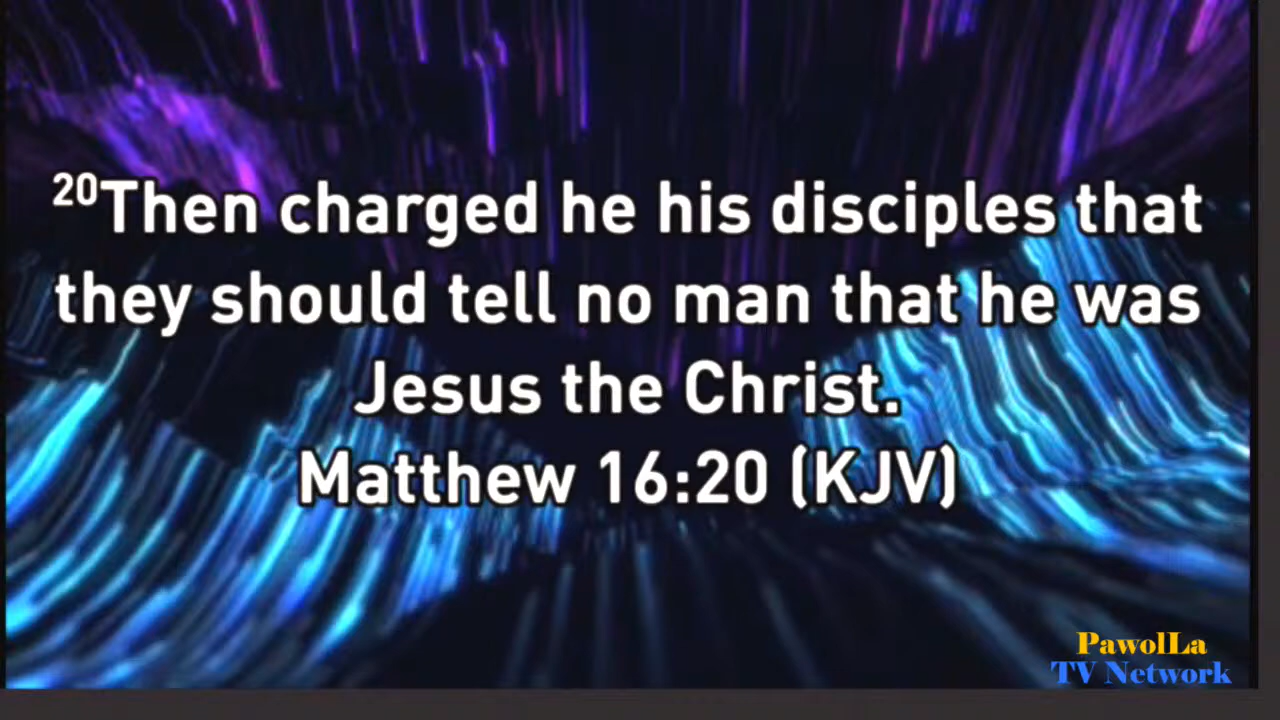 20Then charged he his disciples that
they should tell no man that he was
Jesus the Christ.
Matthew 16:20 (KJV)
PawolLa
TV Network